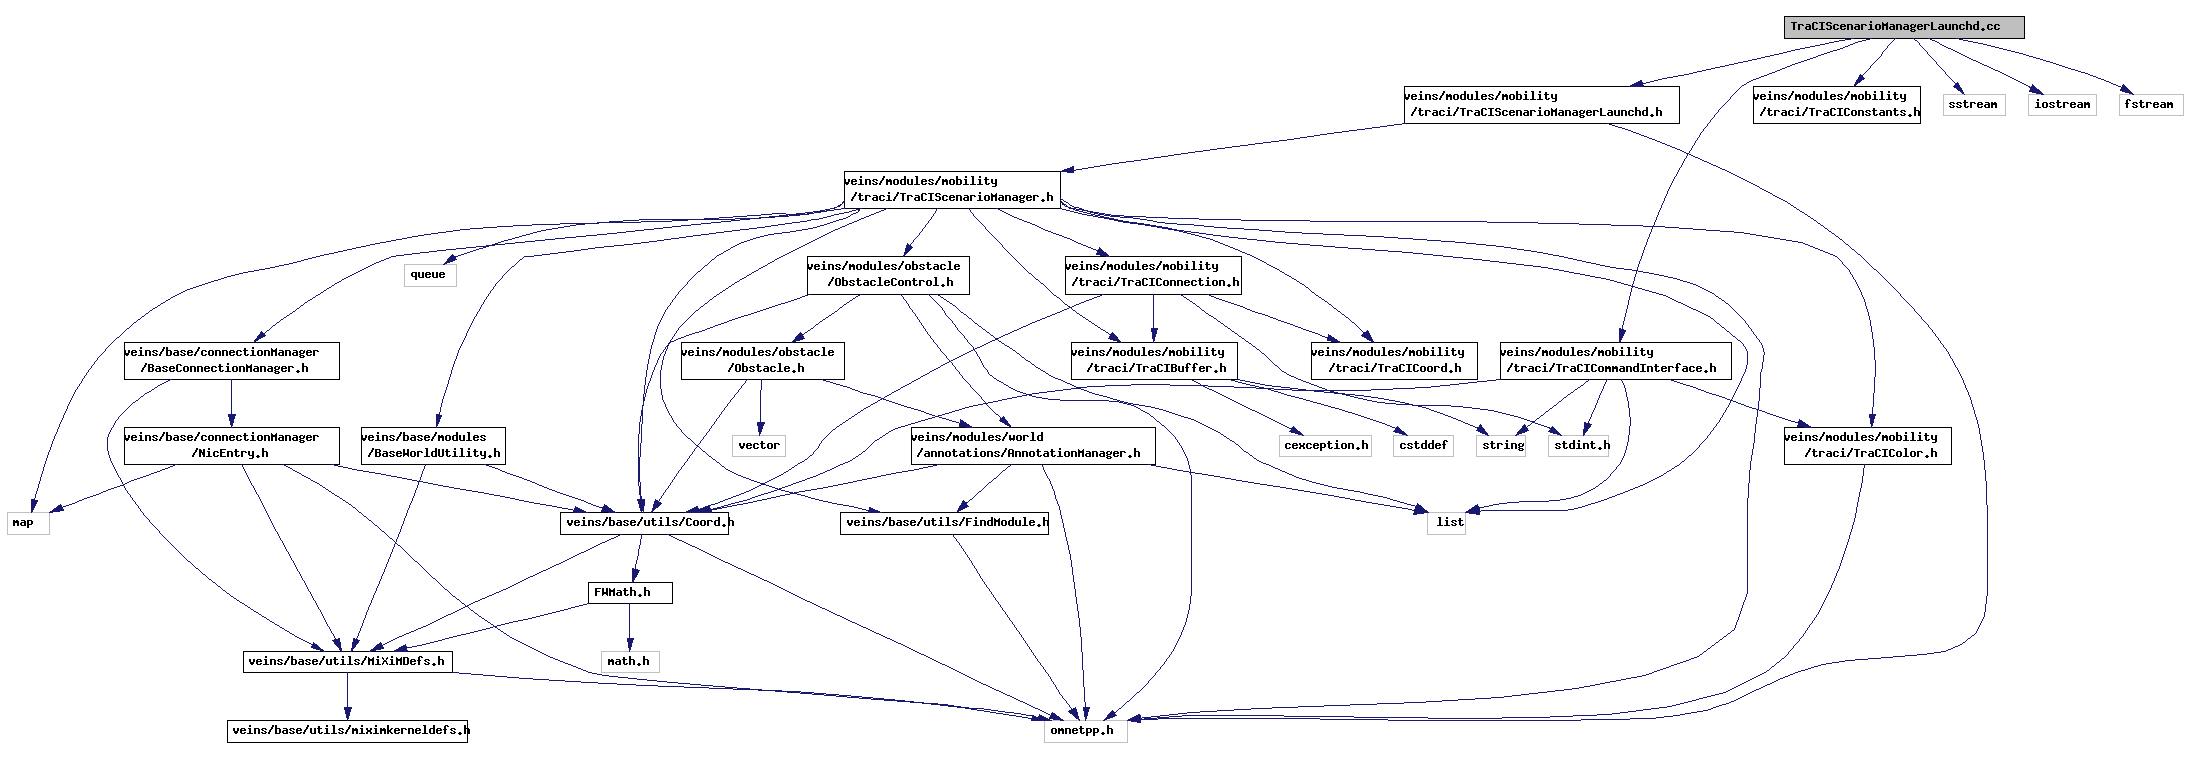 TraCIScenarioManagerLaunchd.cc
veins/modules/mobility
/traci/TraCIScenarioManagerLaunchd.h
veins/modules/mobility
/traci/TraCIConstants.h
sstream
iostream
fstream
veins/modules/mobility
/traci/TraCIScenarioManager.h
queue
veins/modules/obstacle
/ObstacleControl.h
veins/modules/mobility
/traci/TraCIConnection.h
veins/base/connectionManager
/BaseConnectionManager.h
veins/modules/obstacle
/Obstacle.h
veins/modules/mobility
/traci/TraCIBuffer.h
veins/modules/mobility
/traci/TraCICoord.h
veins/modules/mobility
/traci/TraCICommandInterface.h
veins/base/connectionManager
/NicEntry.h
veins/base/modules
/BaseWorldUtility.h
vector
veins/modules/world
/annotations/AnnotationManager.h
cexception.h
cstddef
string
stdint.h
veins/modules/mobility
/traci/TraCIColor.h
map
veins/base/utils/Coord.h
veins/base/utils/FindModule.h
list
FWMath.h
veins/base/utils/MiXiMDefs.h
math.h
veins/base/utils/miximkerneldefs.h
omnetpp.h